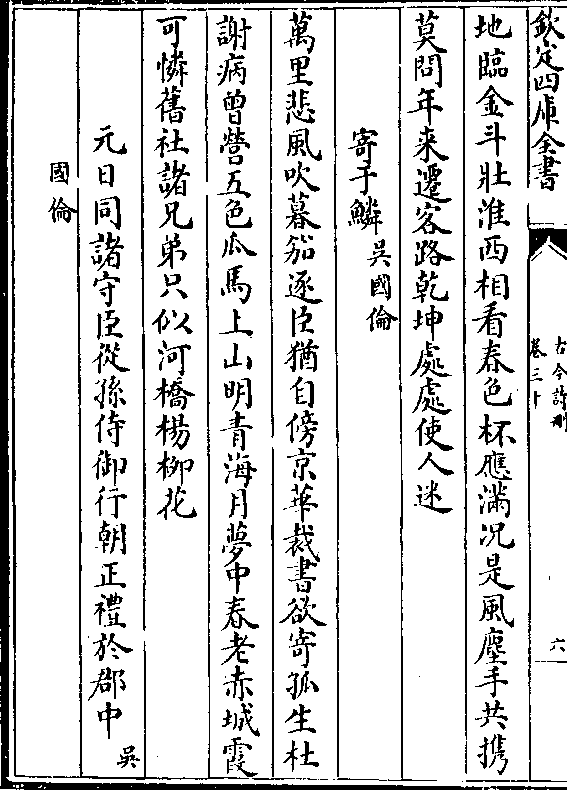 欽定四庫全書
古今詩刪
卷三十
六
地臨金斗壯淮西相看春色杯應滿况是風塵手共携
莫問年来遷客路乾坤處處使人迷
寄子鱗 吳國倫
萬里悲風吹暮笳逐臣猶自傍京華裁書欲寄孤生杜
謝病曾營五色瓜馬上山明青海月夢中春老赤城霞
可憐舊社諸兄弟只似河橋楊柳花
元日同諸守臣從孫侍御行朝正禮於郡中 吳
國倫